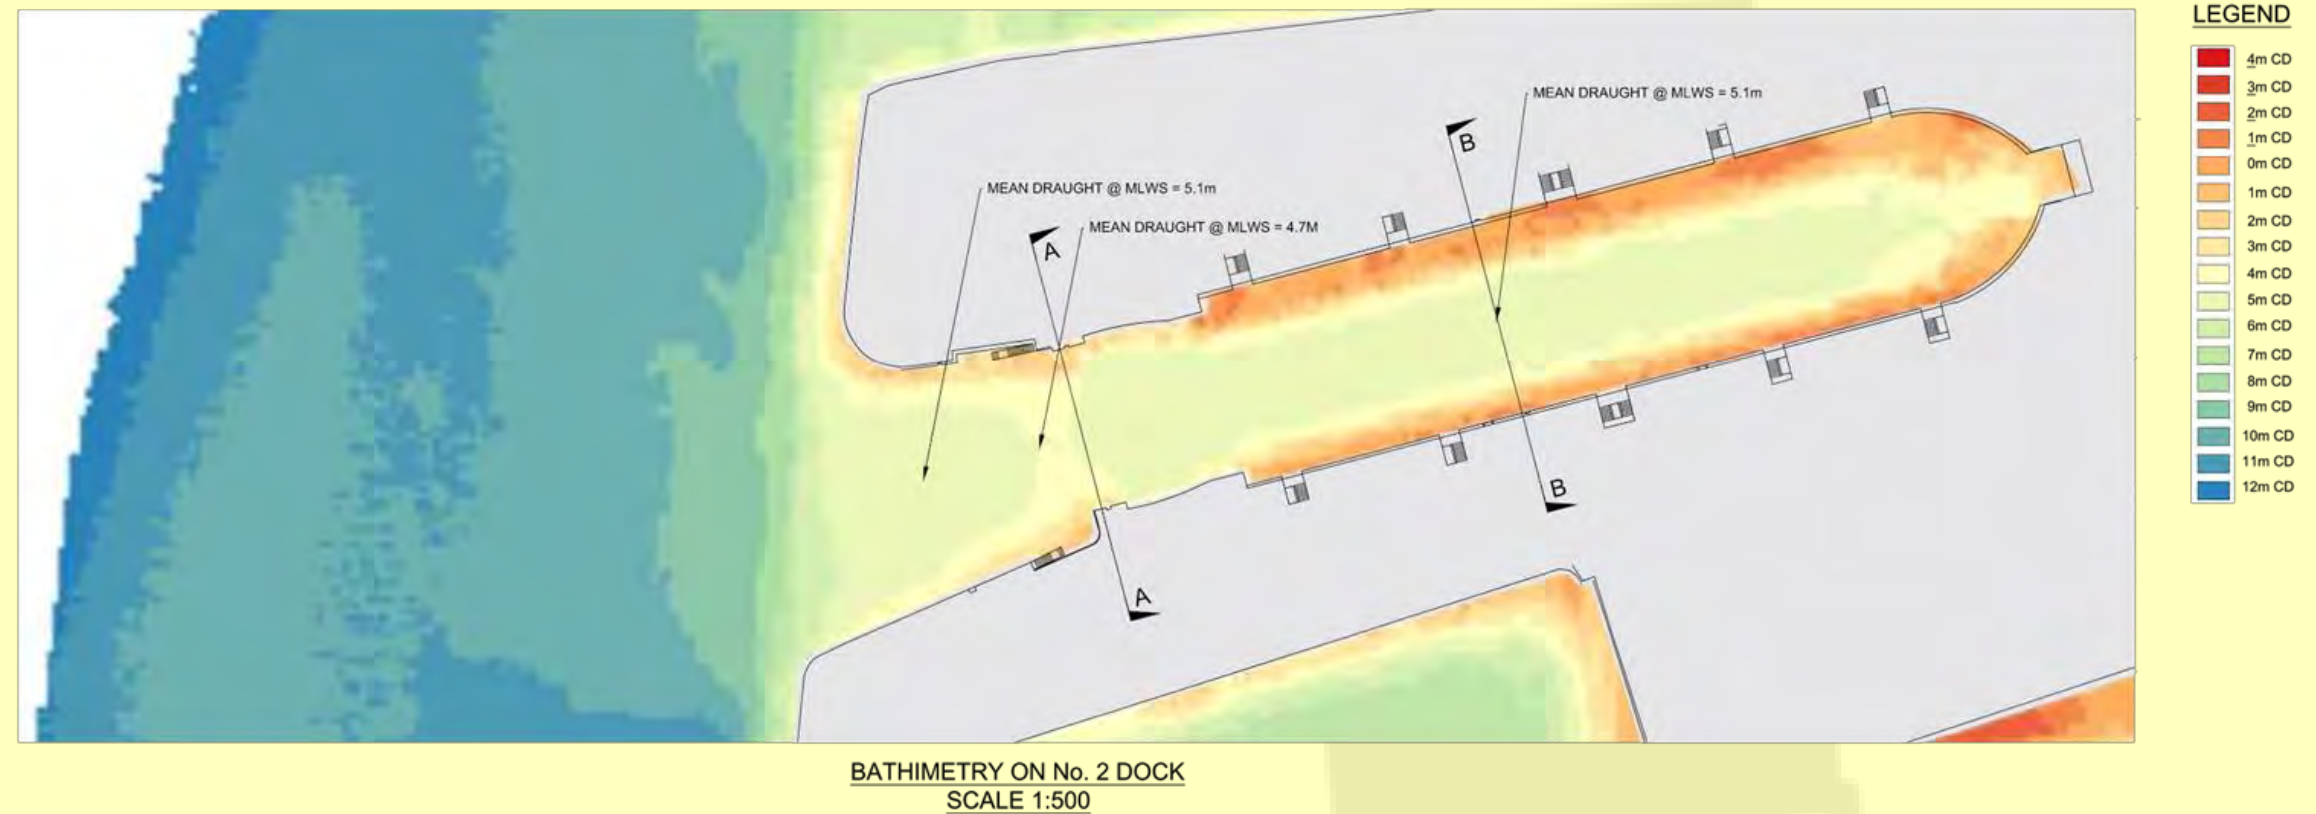 LEGEND
4m CD
3m CD
2m CD
1m CD
0m CD
1m CD
2m CD
3m CD
4m CD
5m CD
6m CD
7m CD
8m CD
9m CD
10m CD
11m CD
12m CD
MEAN DRAUGHT @ MLWS = 5.1m
B
MEAN DRAUGHT @ MLWS = 5.1m
MEAN DRAUGHT @ MLWS = 4.7M
A
B
A
BATHIMETRY ON No. 2 DOCK
SCALE 1:500